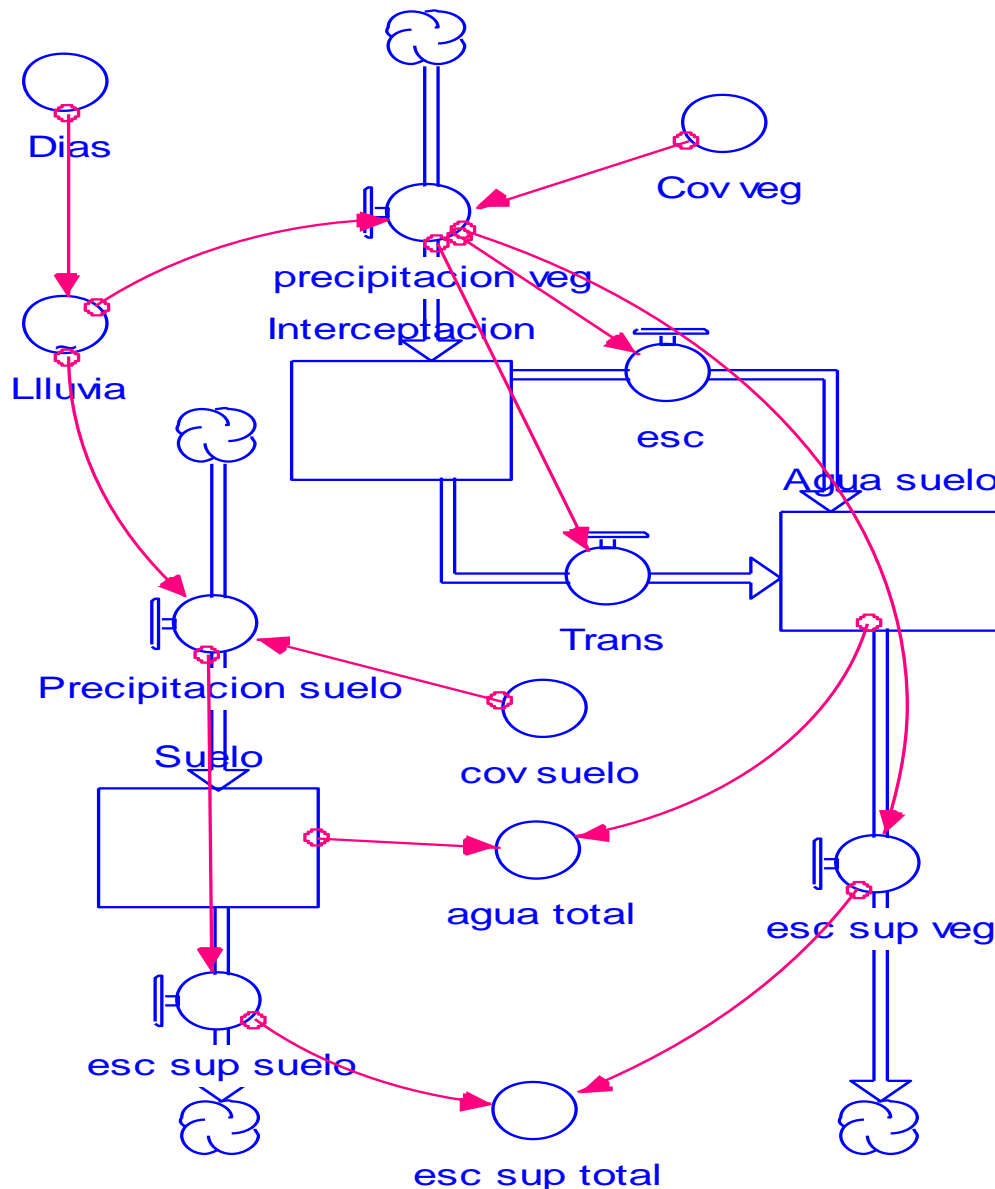 Dias
Cov veg
precipitacion veg
Interceptacion
~
Llluvia
esc
Agua suelo
Trans
Precipitacion suelo
Suelo
cov suelo
agua total
esc sup veg
esc sup suelo
esc sup total